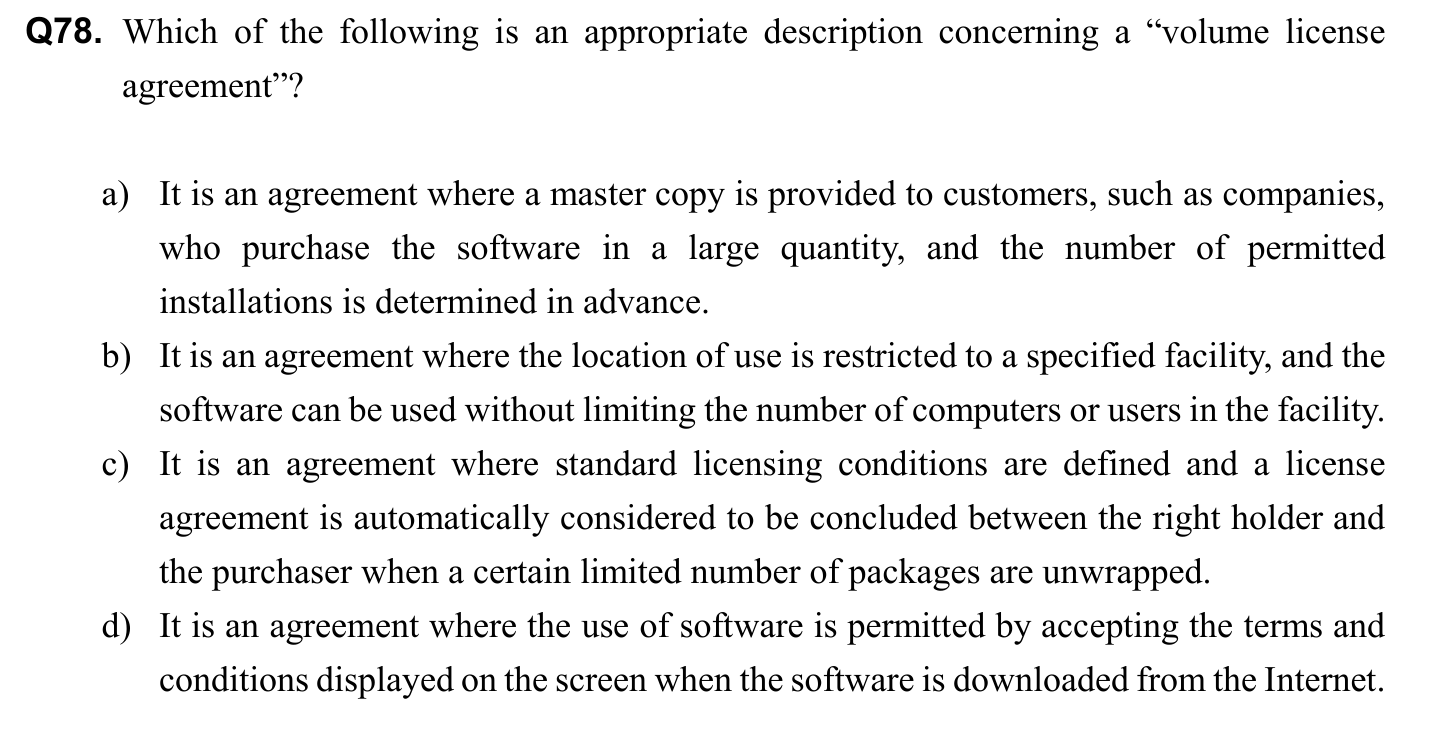 Q78. Which of the following is an appropriate description concerning a “volume license
agreement”?
a) It is an agreement where a master copy is provided to customers, such as companies,
who purchase the software in a large quantity, and the number of permitted
installations is determined in advance.
b) It is an agreement where the location of use is restricted to a specified facility, and the
software can be used without limiting the number of computers or users in the facility.
c) It is an agreement where standard licensing conditions are defined and a license
agreement is automatically considered to be concluded between the right holder and
the purchaser when a certain limited number of packages are unwrapped.
d) It is an agreement where the use of software is permitted by accepting the terms and
conditions displayed on the screen when the software is downloaded from the Internet.